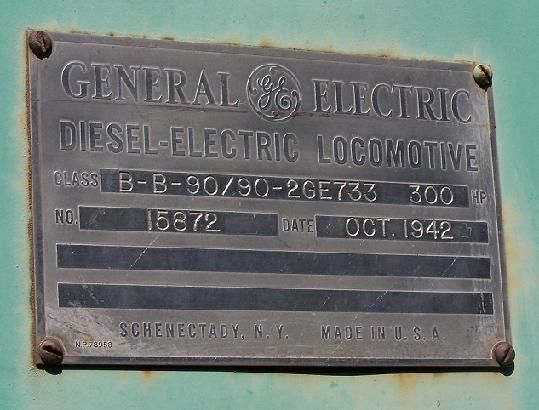 GENERAL GE ELECTRIC
DIESEL-ELECTRIC LOCOMOTIVE
CLASS B-B-90/90-2GE733 300 HP
NO. 15872 DATE OCT. 1942
SCHENECTADY, N.Y. MADE IN U.S.A.